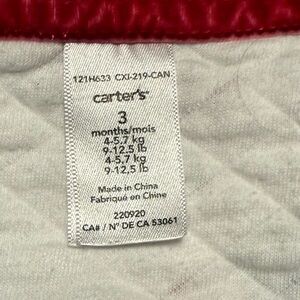 121H633 CXI-219-CAN
carter's
3
months/mois
4-5,7 kg
9-12,5 lb
4-5.7 kg
9-12.5 lb
Made in China
Fabriqué en Chine
220920
CA# / N° DE CA 53061